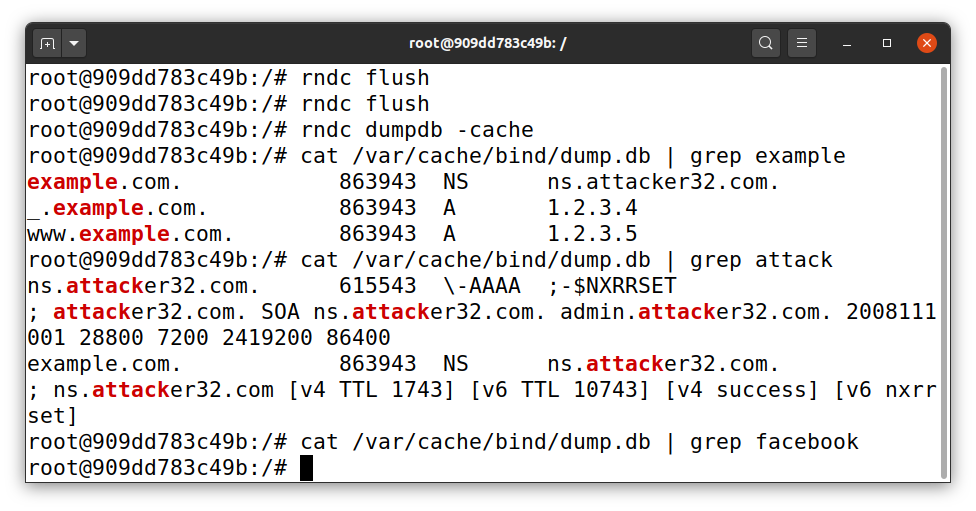 root@909dd783c49b: /
root@909dd783c49b:/# rndc flush
root@909dd783c49b:/# rndc flush
root@909dd783c49b:/# rndc dumpdb -cache
root@909dd783c49b:/# cat /var/cache/bind/dump.db | grep example
example.com.            863943  NS      ns.attacker32.com.
_.example.com.          863943  A       1.2.3.4
www.example.com.        863943  A       1.2.3.5
root@909dd783c49b:/# cat /var/cache/bind/dump.db | grep attack
ns.attacker32.com.      615543  \-AAAA  ;-$NXRRSET
; attacker32.com. SOA ns.attacker32.com. admin.attacker32.com. 2008111
001 28800 7200 2419200 86400
example.com.            863943  NS      ns.attacker32.com.
; ns.attacker32.com [v4 TTL 1743] [v6 TTL 10743] [v4 success] [v6 nxrr
set]
root@909dd783c49b:/# cat /var/cache/bind/dump.db | grep facebook
root@909dd783c49b:/#